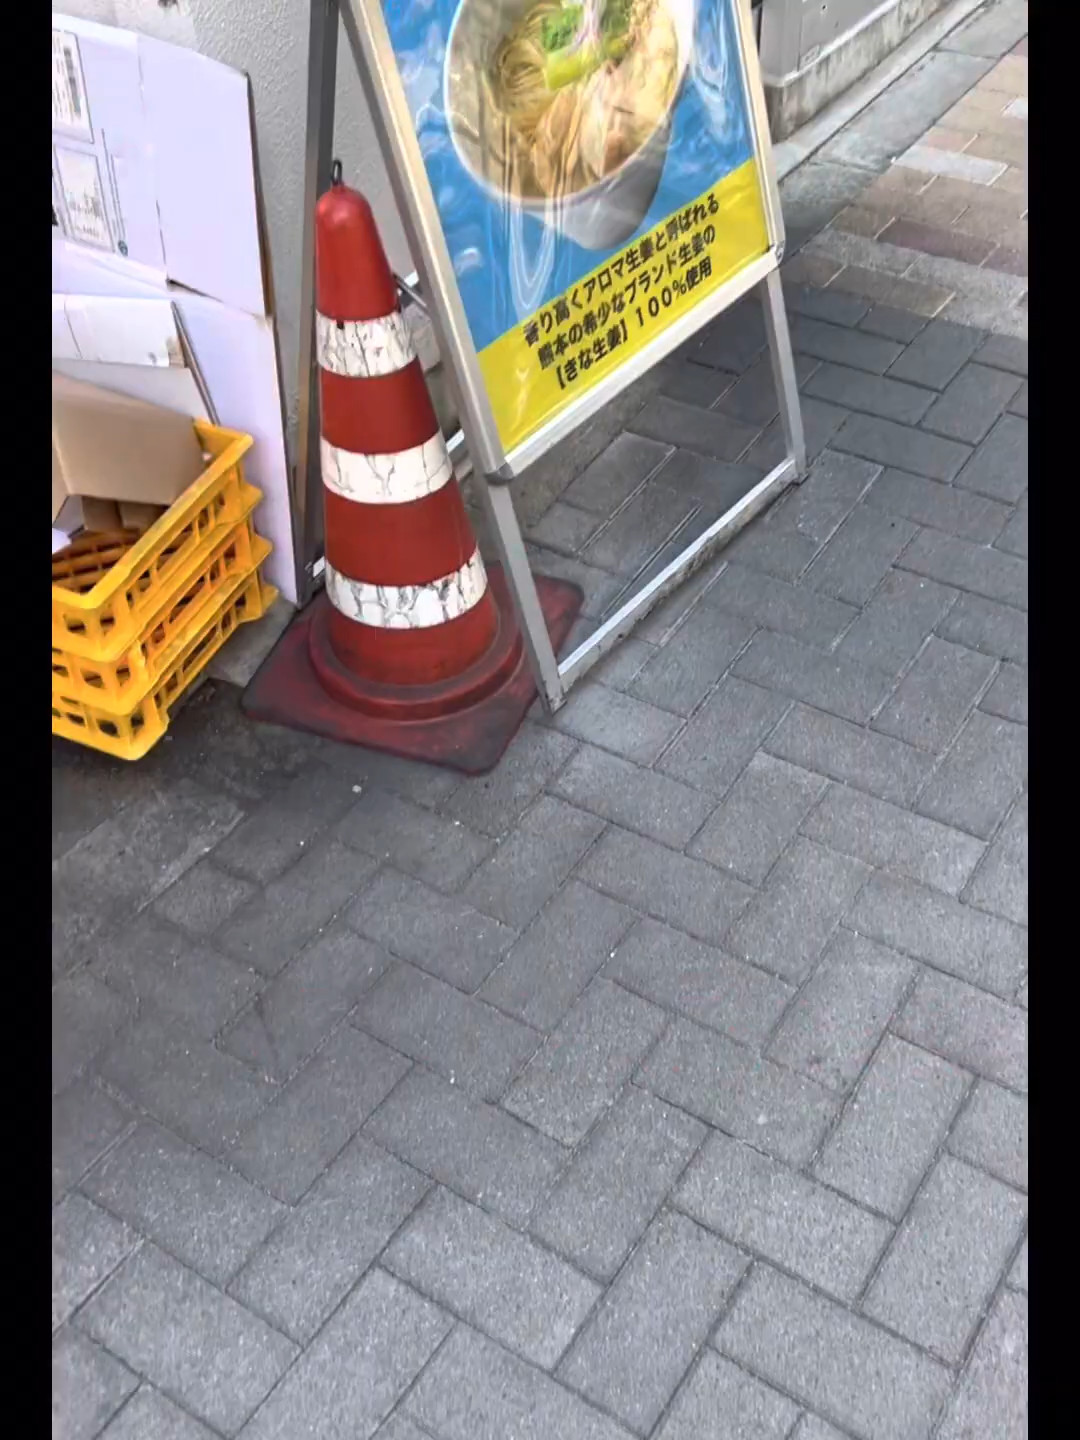 香り高くアロマ生姜と呼ばれる
熊本の希少なブランド生姜の
【きな生姜】１００％使用